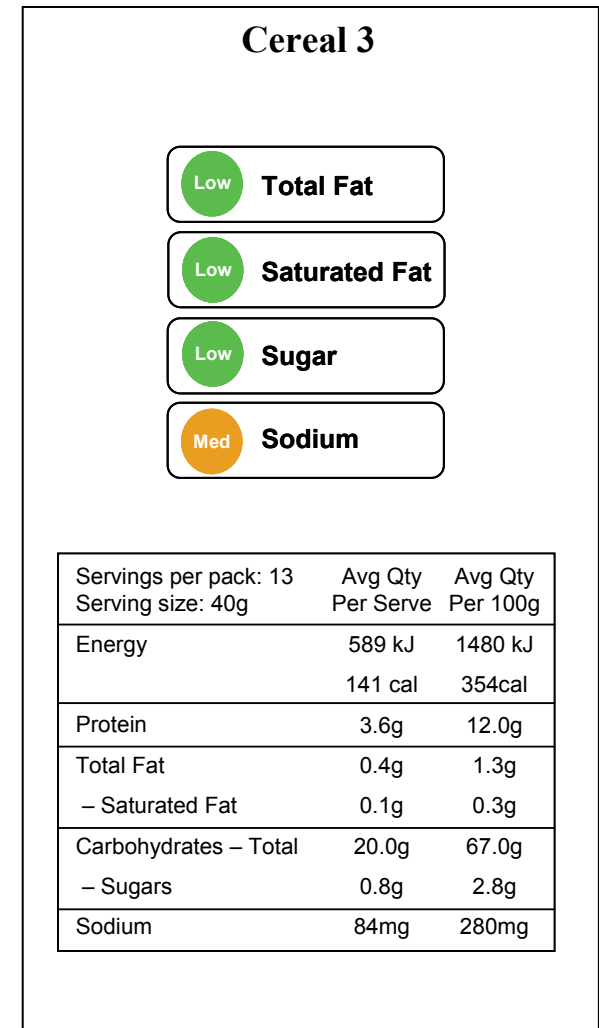 Cereal 3
Low Total Fat
Low Saturated Fat
Low Sugar
Med Sodium
Servings per pack: 13 Avg Qty Avg Qty
Serving size: 40g Per Serve Per 100g
Energy 589 kJ 1480 kJ
141 cal 354cal
Protein 3.6g 12.0g
Total Fat 0.4g 1.3g
– Saturated Fat 0.1g 0.3g
Carbohydrates – Total 20.0g 67.0g
– Sugars 0.8g 2.8g
Sodium 84mg 280mg